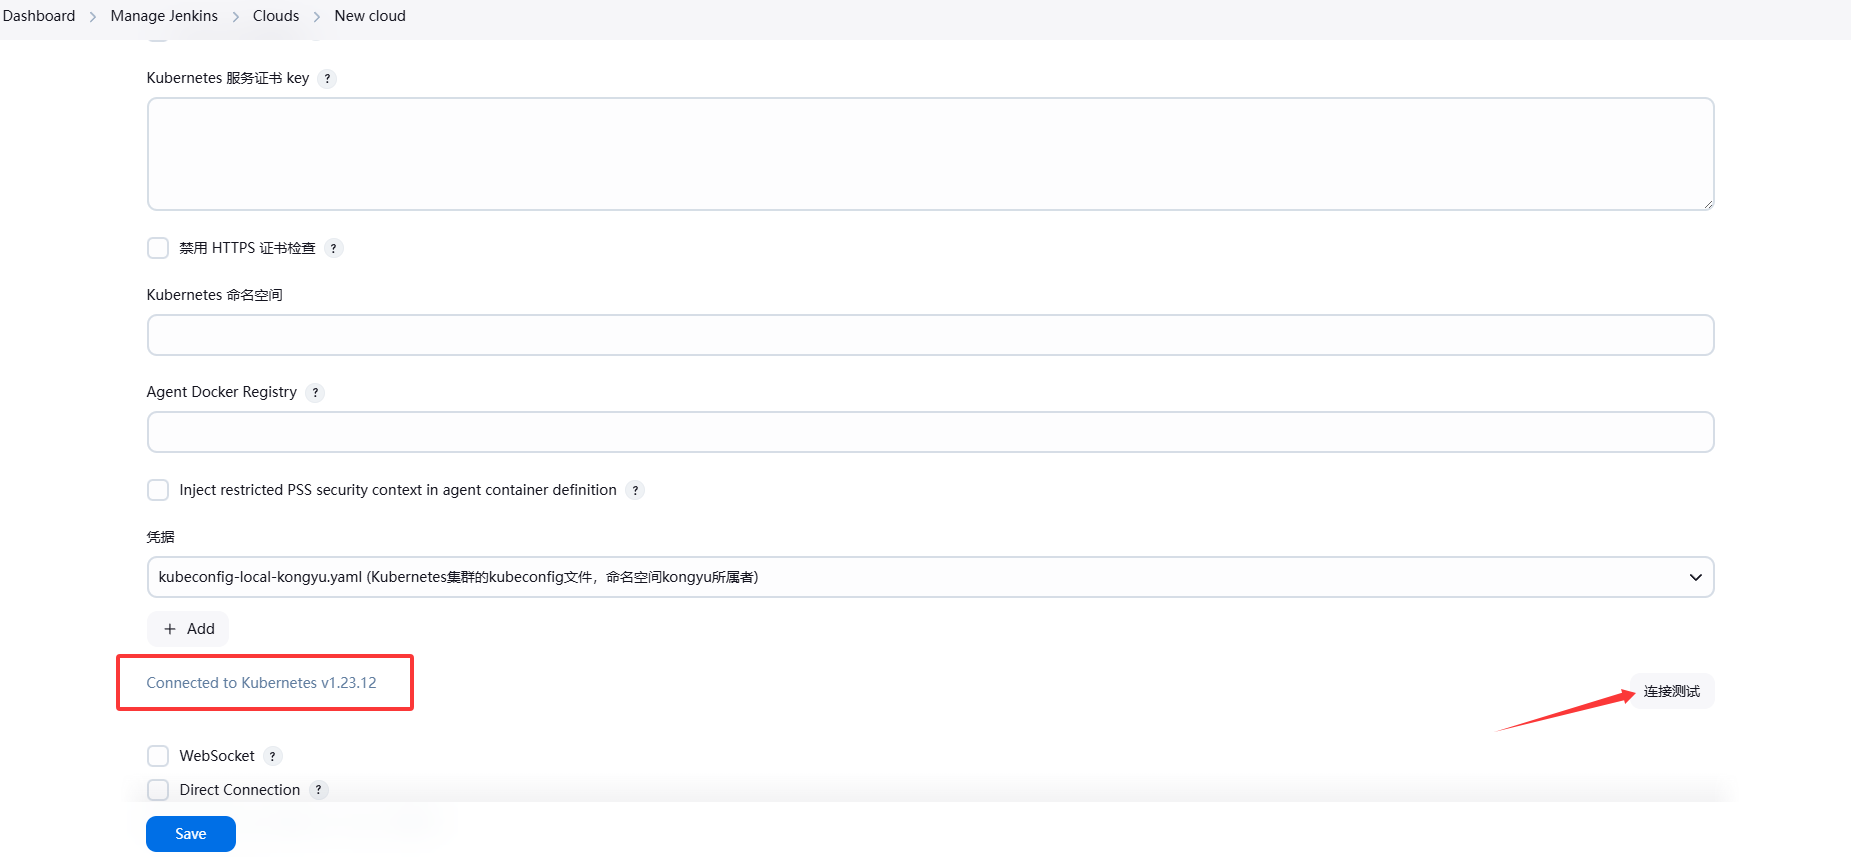 Dashboard > Manage Jenkins > Clouds > New cloud
Kubernetes 服务证书 key ?
禁用 HTTPS 证书检查 ?
Kubernetes 命名空间
Agent Docker Registry ?
Inject restricted PSS security context in agent container definition ?
凭据
kubeconfig-local-kongyu.yaml (Kubernetes集群的kubeconfig文件，命名空间kongyu所属者)
+ Add
Connected to Kubernetes v1.23.12
连接测试
WebSocket ?
Direct Connection ?
Save